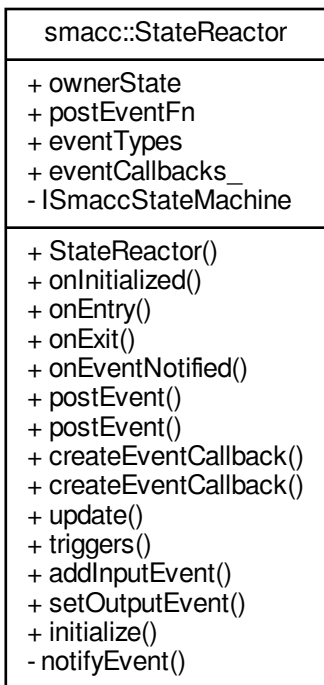 smacc::StateReactor
+ ownerState
+ postEventFn
+ eventTypes
+ eventCallbacks_
- ISmaccStateMachine
+ StateReactor()
+ onInitialized()
+ onEntry()
+ onExit()
+ onEventNotified()
+ postEvent()
+ postEvent()
+ createEventCallback()
+ createEventCallback()
+ update()
+ triggers()
+ addInputEvent()
+ setOutputEvent()
+ initialize()
- notifyEvent()